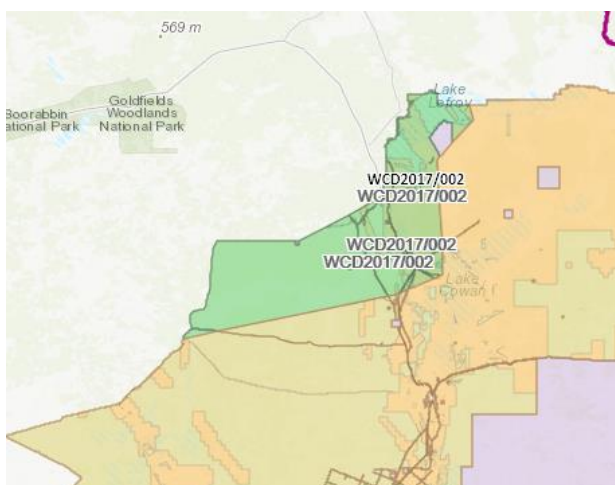 569 m
Goldfields
Woodlands
National Park
Boorabbin
National Park
Lake
Lefroy
WCD2017/002
WCD2017/002
WCD2017/002
WCD2017/002
Lake
Cowan